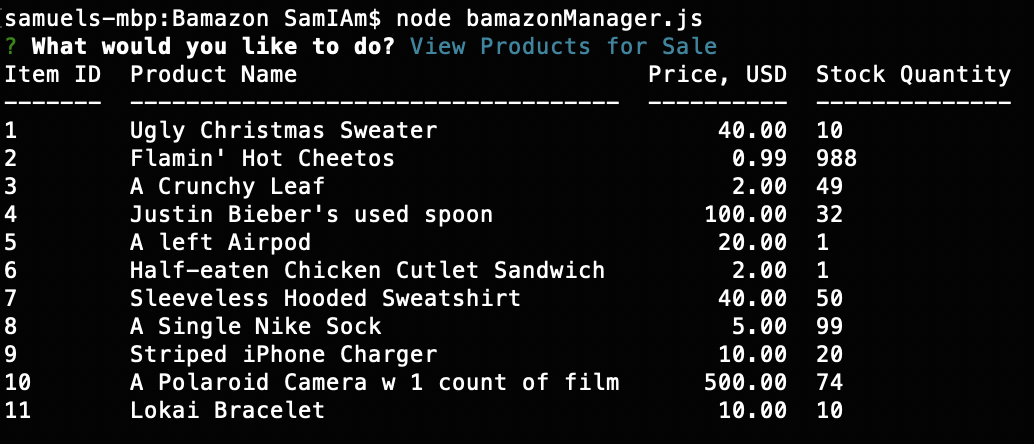 samuels-mbp:Bamazon SamIAm$ node bamazonManager.js
? What would you like to do? View Products for Sale
Item ID  Product Name                         Price, USD  Stock Quantity
-------  -----------------------------------  ----------  --------------
1        Ugly Christmas Sweater                    40.00  10
2        Flamin' Hot Cheetos                        0.99  988
3        A Crunchy Leaf                             2.00  49
4        Justin Bieber's used spoon               100.00  32
5        A left Airpod                             20.00  1
6        Half-eaten Chicken Cutlet Sandwich         2.00  1
7        Sleeveless Hooded Sweatshirt              40.00  50
8        A Single Nike Sock                         5.00  99
9        Striped iPhone Charger                    10.00  20
10       A Polaroid Camera w 1 count of film      500.00  74
11       Lokai Bracelet                            10.00  10